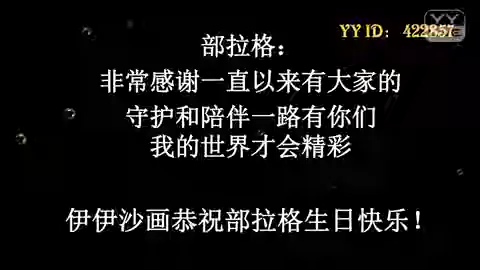 YY ID： 422857
YY
部拉格：
非常感谢一直以来有大家的
守护和陪伴一路有你们
我的世界才会精彩
伊伊沙画恭祝部拉格生日快乐！